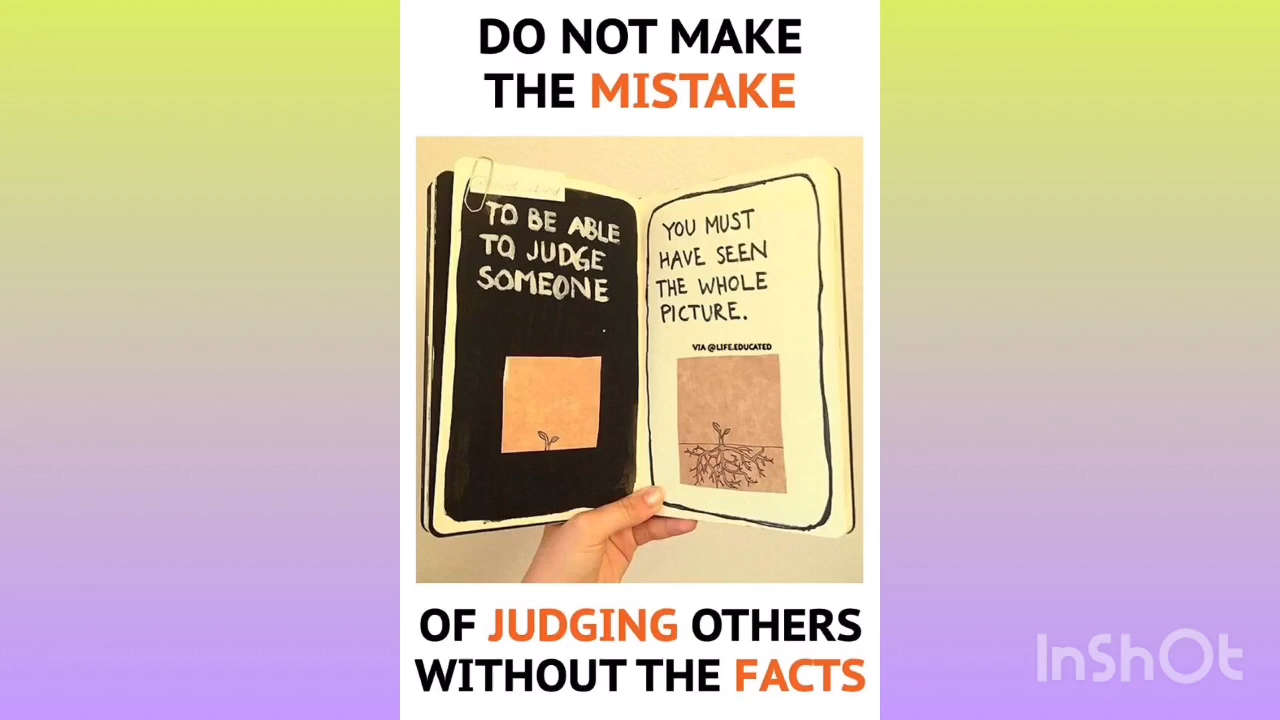 DO NOT MAKE
THE MISTAKE
TO BE ABLE
TO JUDGE
SOMEONE
YOU MUST
HAVE SEEN
THE WHOLE
PICTURE.
VIA @LIFE.EDUCATED
OF JUDGING OTHERS
WITHOUT THE FACTS
InShOt